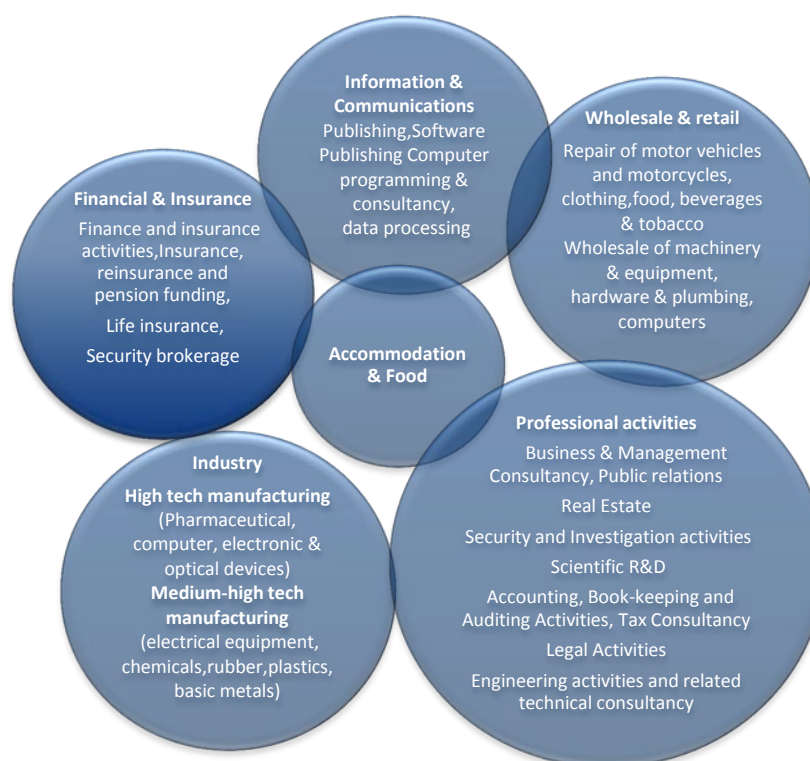 Information &
Communications
Publishing,Software
Publishing Computer
programming &
consultancy,
data processing
Wholesale & retail
Repair of motor vehicles
and motorcycles,
clothing,food, beverages
& tobacco
Wholesale of machinery
& equipment,
hardware & plumbing,
computers
Financial & Insurance
Finance and insurance
activities,Insurance,
reinsurance and
pension funding,
Life insurance,
Security brokerage
Accommodation
& Food
Industry
High tech manufacturing
(Pharmaceutical,
computer, electronic &
optical devices)
Medium-high tech
manufacturing
(electrical equipment,
chemicals,rubber,plastics,
basic metals)
Professional activities
Business & Management
Consultancy, Public relations
Real Estate
Security and Investigation activities
Scientific R&D
Accounting, Book-keeping and
Auditing Activities, Tax Consultancy
Legal Activities
Engineering activities and related
technical consultancy